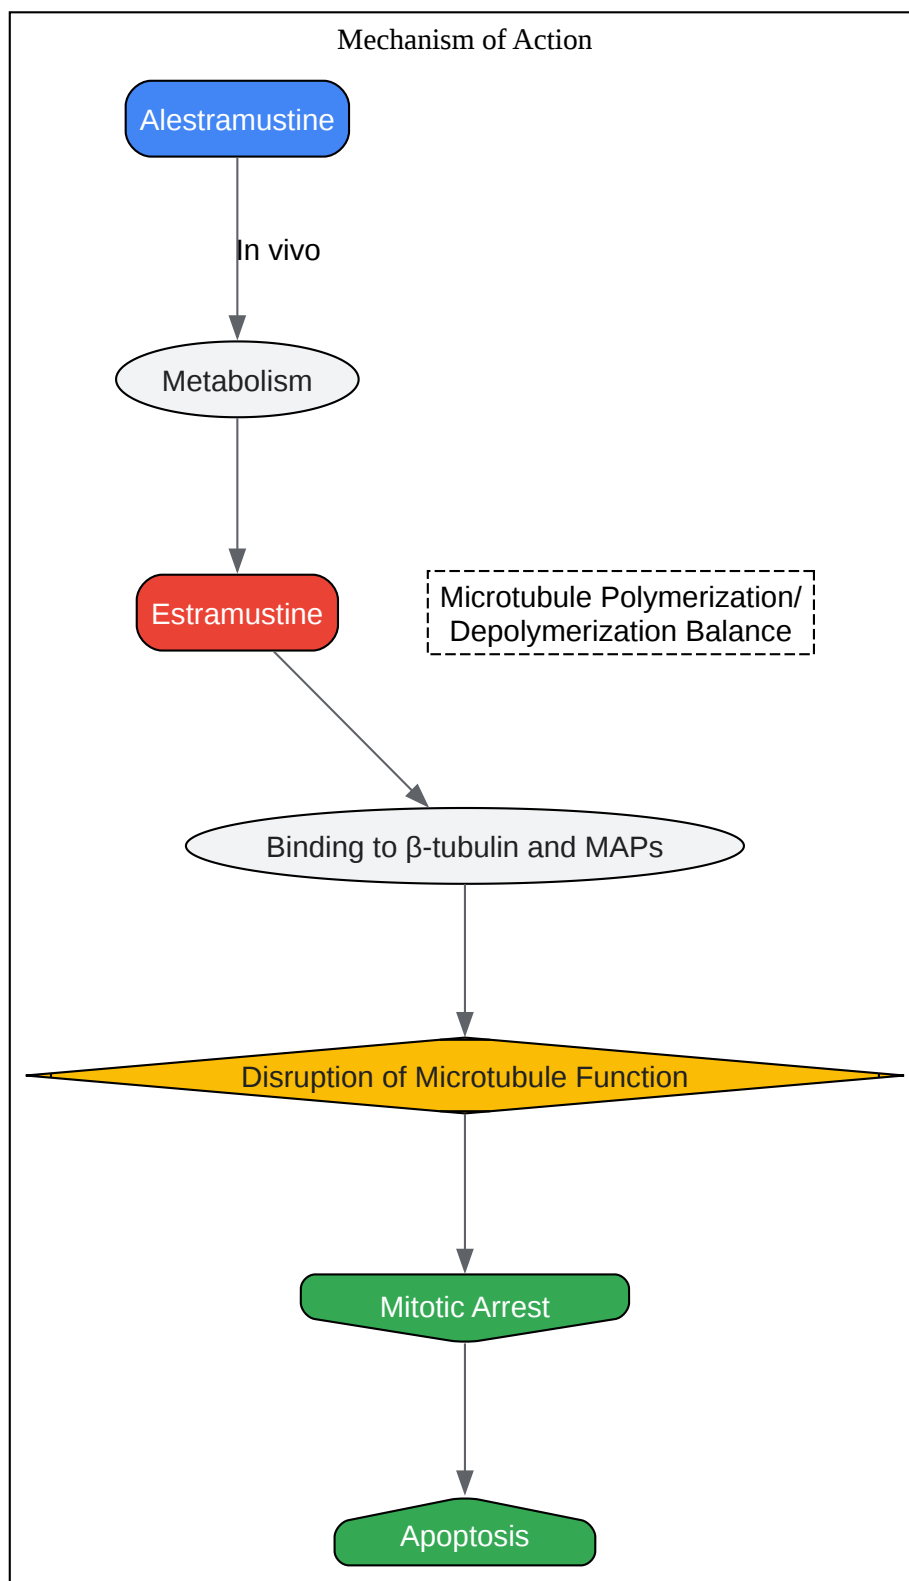 Mechanism of Action
Alestramustine
In vivo
Metabolism
Estramustine
Microtubule Polymerization/
Depolymerization Balance
Binding to β-tubulin and MAPs
Disruption of Microtubule Function
Mitotic Arrest
Apoptosis